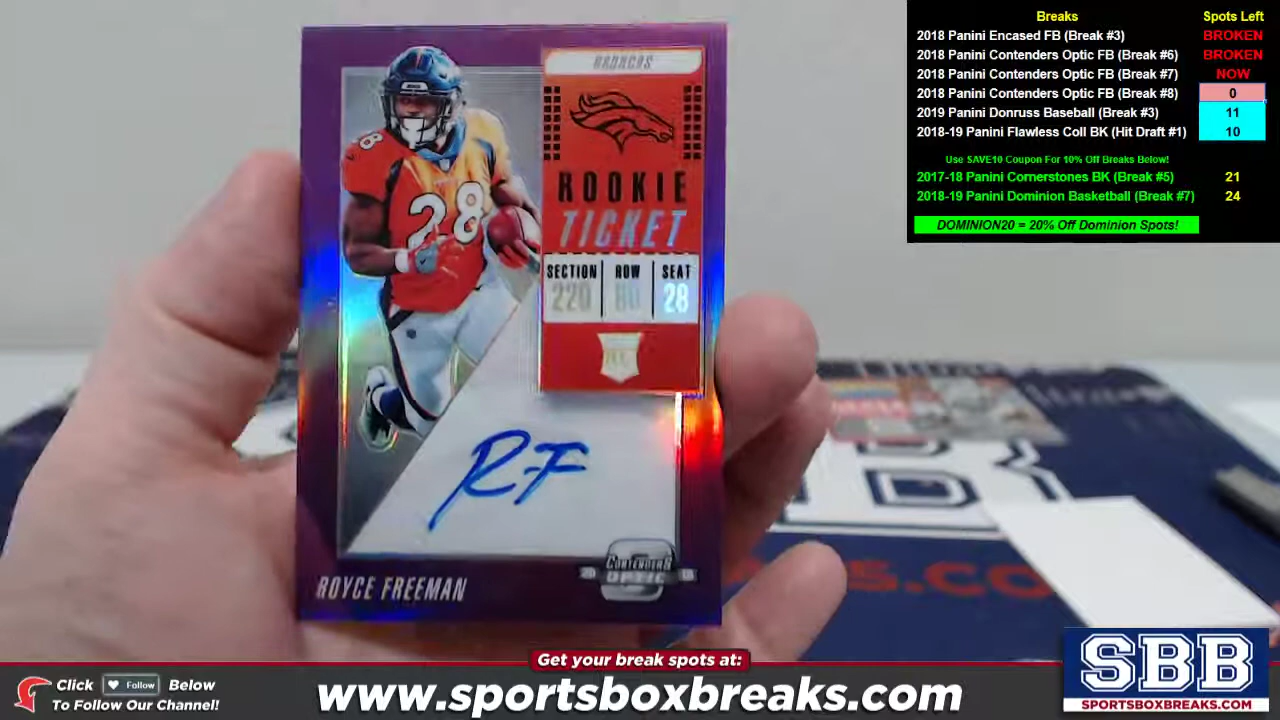 Breaks Spots Left
2018 Panini Encased FB (Break #3) BROKEN
2018 Panini Contenders Optic FB (Break #6) BROKEN
2018 Panini Contenders Optic FB (Break #7) NOW
2018 Panini Contenders Optic FB (Break #8) 0
2019 Panini Donruss Baseball (Break #3) 11
2018-19 Panini Flawless Coll BK (Hit Draft #1) 10
Use SAVE10 Coupon For 10% Off Breaks Below!
2017-18 Panini Cornerstones BK (Break #5) 21
2018-19 Panini Dominion Basketball (Break #7) 24
DOMINION20 = 20% Off Dominion Spots!
BRONCOS
ROOKIE
TICKET
SECTION ROW SEAT
220 80 28
28
28
R-F
CONTENDERS
OPTIC
20 18
ROYCE FREEMAN
Get your break spots at:
Click Follow Below
To Follow Our Channel!
www.sportsboxbreaks.com
SBB
SPORTSBOXBREAKS.COM